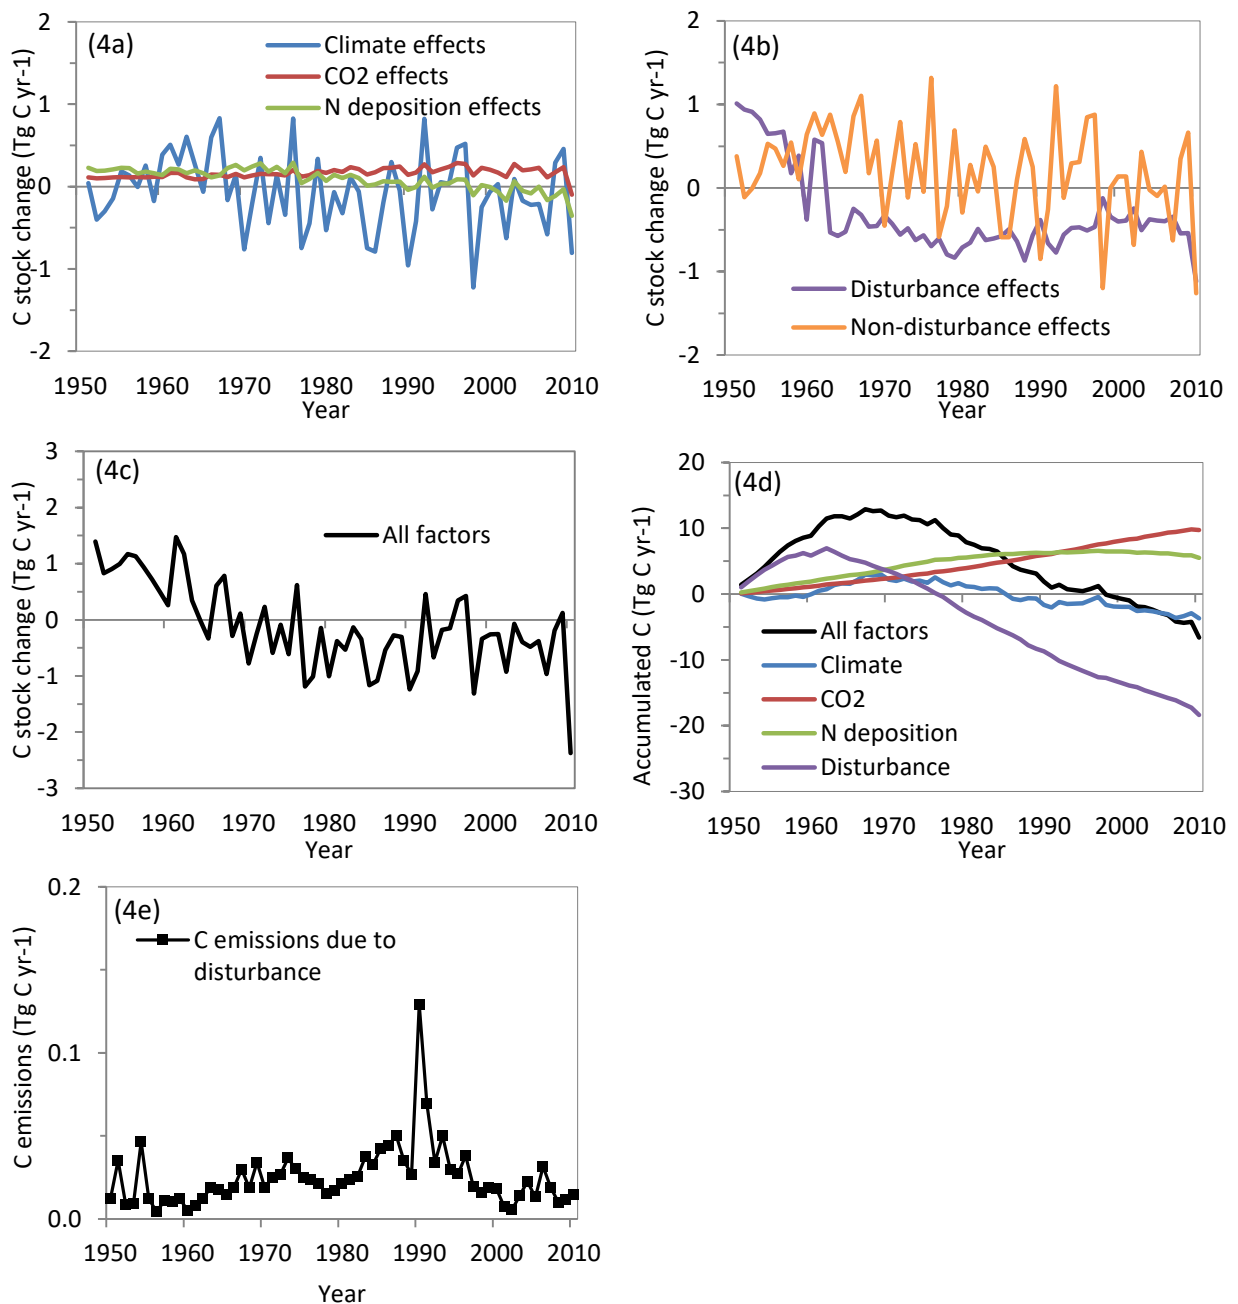 (4a)
Climate effects
CO2 effects
N deposition effects
C stock change (Tg C yr-1)
2
1
0
-1
-2
1950 1960 1970 1980 1990 2000 2010
Year
(4b)
Disturbance effects
Non-disturbance effects
C stock change (Tg C yr-1)
2
1
0
-1
-2
1950 1960 1970 1980 1990 2000 2010
Year
(4c)
All factors
C stock change (Tg C yr-1)
3
2
1
0
-1
-2
-3
1950 1960 1970 1980 1990 2000 2010
Year
(4d)
All factors
Climate
CO2
N deposition
Disturbance
Accumulated C (Tg C yr-1)
20
10
0
-10
-20
-30
1950 1960 1970 1980 1990 2000 2010
Year
(4e)
C emissions due to
disturbance
C emissions (Tg C yr-1)
0.2
0.1
0.0
1950 1960 1970 1980 1990 2000 2010
Year